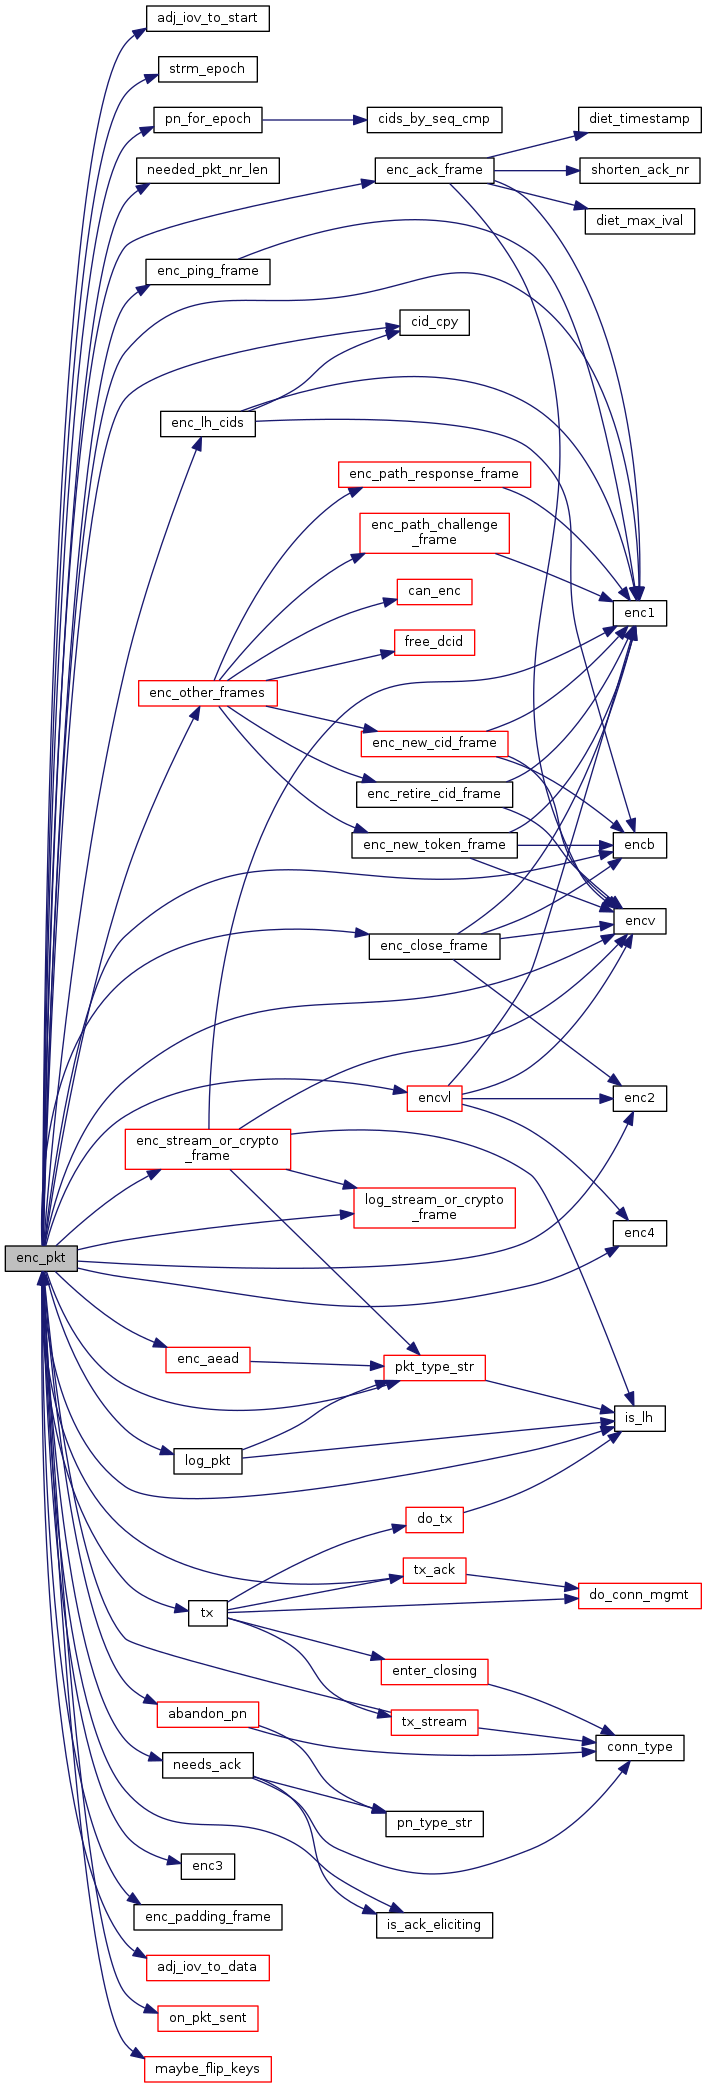 adj_iov_to_start
strm_epoch
pn_for_epoch
cids_by_seq_cmp
diet_timestamp
needed_pkt_nr_len
enc_ack_frame
shorten_ack_nr
diet_max_ival
enc_ping_frame
cid_cpy
enc_lh_cids
enc_path_response_frame
enc_path_challenge
_frame
can_enc
enc1
free_dcid
enc_other_frames
enc_new_cid_frame
enc_retire_cid_frame
enc_new_token_frame
encb
encv
enc_close_frame
encvl
enc2
enc_stream_or_crypto
_frame
log_stream_or_crypto
_frame
enc4
enc_pkt
enc_aead
pkt_type_str
is_lh
log_pkt
do_tx
tx_ack
do_conn_mgmt
tx
enter_closing
abandon_pn
tx_stream
conn_type
needs_ack
pn_type_str
enc3
enc_padding_frame
is_ack_eliciting
adj_iov_to_data
on_pkt_sent
maybe_flip_keys